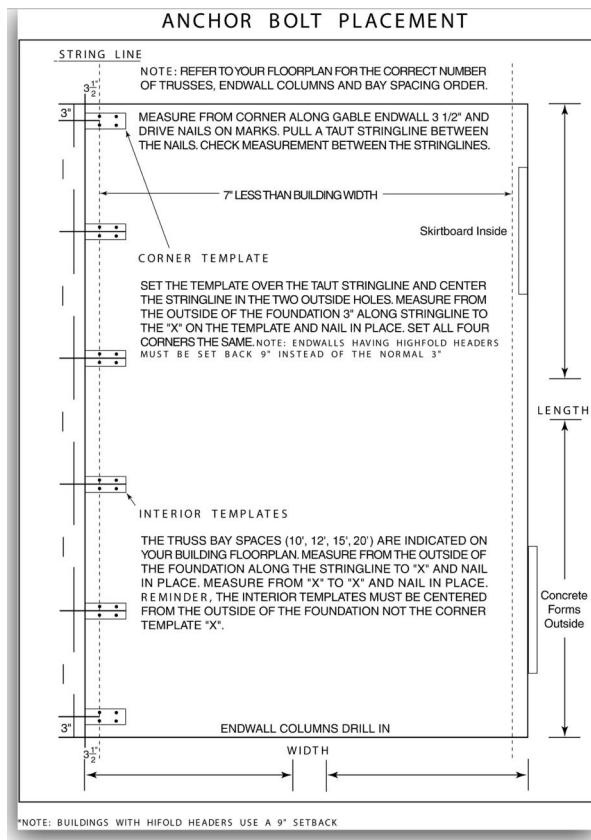 ANCHOR BOLT PLACEMENT
STRING LINE
3 1/2"
NOTE: REFER TO YOUR FLOORPLAN FOR THE CORRECT NUMBER
OF TRUSSES, ENDWALL COLUMNS AND BAY SPACING ORDER.
3"
MEASURE FROM CORNER ALONG GABLE ENDWALL 3 1/2" AND
DRIVE NAILS ON MARKS. PULL A TAUT STRINGLINE BETWEEN
THE NAILS. CHECK MEASUREMENT BETWEEN THE STRINGLINES.
7" LESS THAN BUILDING WIDTH
Skirtboard Inside
CORNER TEMPLATE
SET THE TEMPLATE OVER THE TAUT STRINGLINE AND CENTER
THE STRINGLINE IN THE TWO OUTSIDE HOLES. MEASURE FROM
THE OUTSIDE OF THE FOUNDATION 3" ALONG STRINGLINE TO
THE "X" ON THE TEMPLATE AND NAIL IN PLACE. SET ALL FOUR
CORNERS THE SAME. NOTE: ENDWALLS HAVING HIGHFOLD HEADERS
MUST BE SET BACK 9" INSTEAD OF THE NORMAL 3"
LENGTH
INTERIOR TEMPLATES
THE TRUSS BAY SPACES (10', 12', 15', 20') ARE INDICATED ON
YOUR BUILDING FLOORPLAN. MEASURE FROM THE OUTSIDE OF
THE FOUNDATION ALONG THE STRINGLINE TO "X" AND NAIL
IN PLACE. MEASURE FROM "X" TO "X" AND NAIL IN PLACE.
REMINDER, THE INTERIOR TEMPLATES MUST BE CENTERED
FROM THE OUTSIDE OF THE FOUNDATION NOT THE CORNER
TEMPLATE "X".
Concrete
Forms
Outside
3"
ENDWALL COLUMNS DRILL IN
3 1/2"
WIDTH
*NOTE: BUILDINGS WITH HIFOLD HEADERS USE A 9" SETBACK